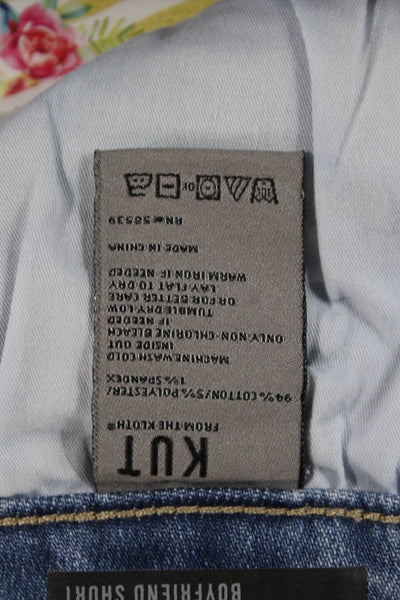 BOYFRIEND SHORT
KUT
FROM THE KLOTH®
94% COTTON/5% POLYESTER/
1% SPANDEX
MACHINE WASH COLD
INSIDE OUT
ONLY NON-CHLORINE BLEACH
IF NEEDED
TUMBLE DRY LOW
OR FOR BETTER CARE
LAY FLAT TO DRY
WARM IRON IF NEEDED
MADE IN CHINA
RN# 58539
OR